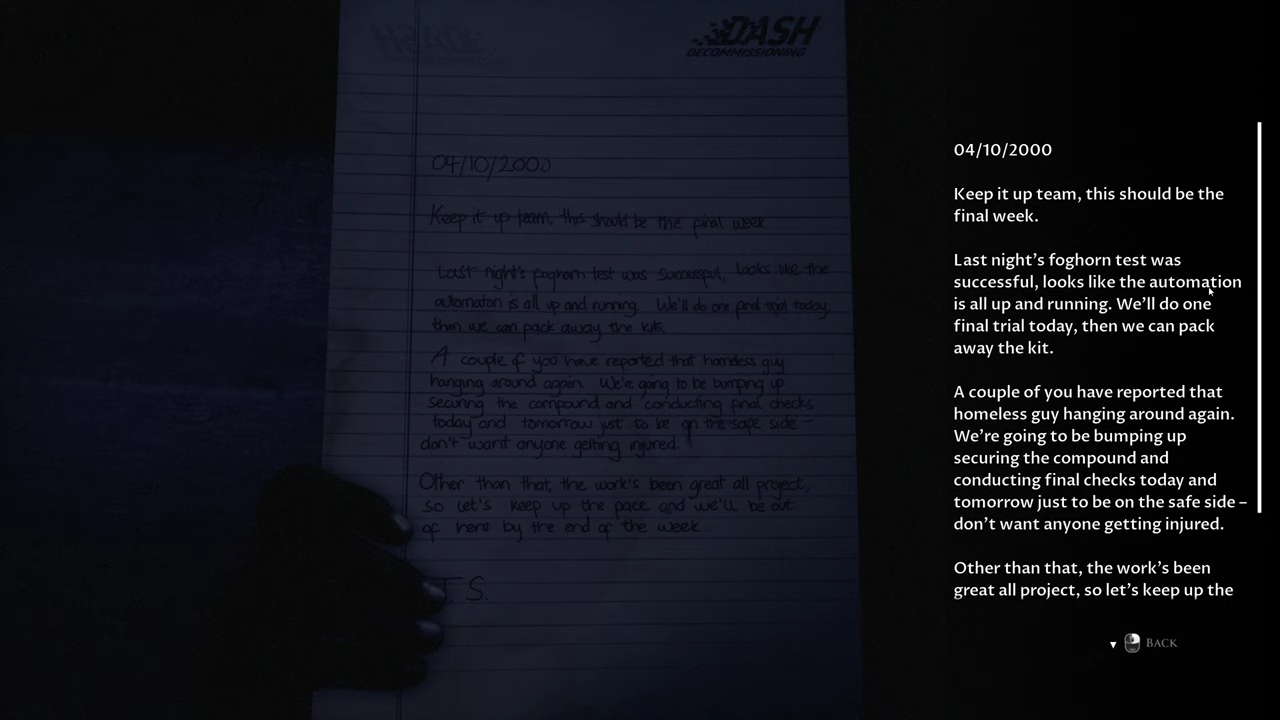 DASH
DECOMMISSIONING
04/10/2000
Keep it up team, this should be the final week
Last night's foghorn test was successful, looks like the
automation is all up and running. We'll do one final trial today,
then we can pack away the kit.
A couple of you have reported that homeless guy
hanging around again. We're going to be bumping up
securing the compound and conducting final checks
today and tomorrow just to be on the safe side –
don't want anyone getting injured.
Other than that, the work's been great all project,
so let's keep up the pace and we'll be out
of here by the end of the week.
T.S.
04/10/2000
Keep it up team, this should be the
final week.
Last night's foghorn test was
successful, looks like the automation
is all up and running. We'll do one
final trial today, then we can pack
away the kit.
A couple of you have reported that
homeless guy hanging around again.
We're going to be bumping up
securing the compound and
conducting final checks today and
tomorrow just to be on the safe side –
don't want anyone getting injured.
Other than that, the work's been
great all project, so let's keep up the
BACK